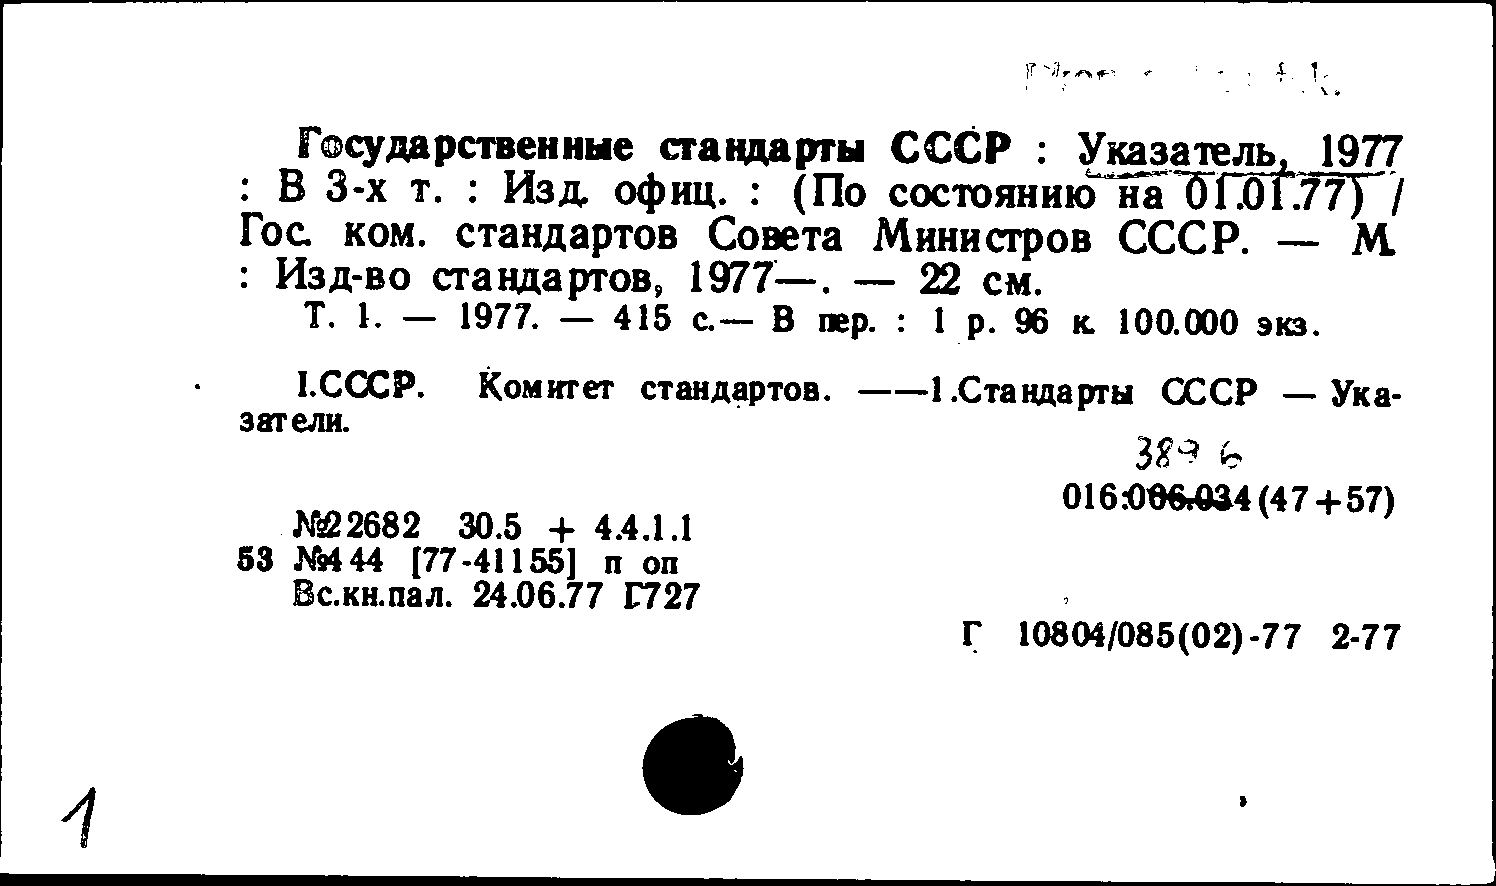 Государственные стандарты СССР : Указатель, 1977
: В 3-х т. : Изд. офиц. : (По состоянию на 01.01.77) /
Гос. ком. стандартов Совета Министров СССР. — М.
: Изд-во стандартов, 1977—. — 22 см.
Т. 1. — 1977. — 415 с.— В пер. : 1 р. 96 к. 100.000 экз.
I.СССР. Комитет стандартов. ——1.Стандарты СССР — Ука-
затели.
389 6
016:006.034(47+57)
№22682 30.5 + 4.4.1.1
53 №444 [77-41155] п оп
Вс.кн.пал. 24.06.77 Г727
Г 10804/085(02)-77 2-77
1